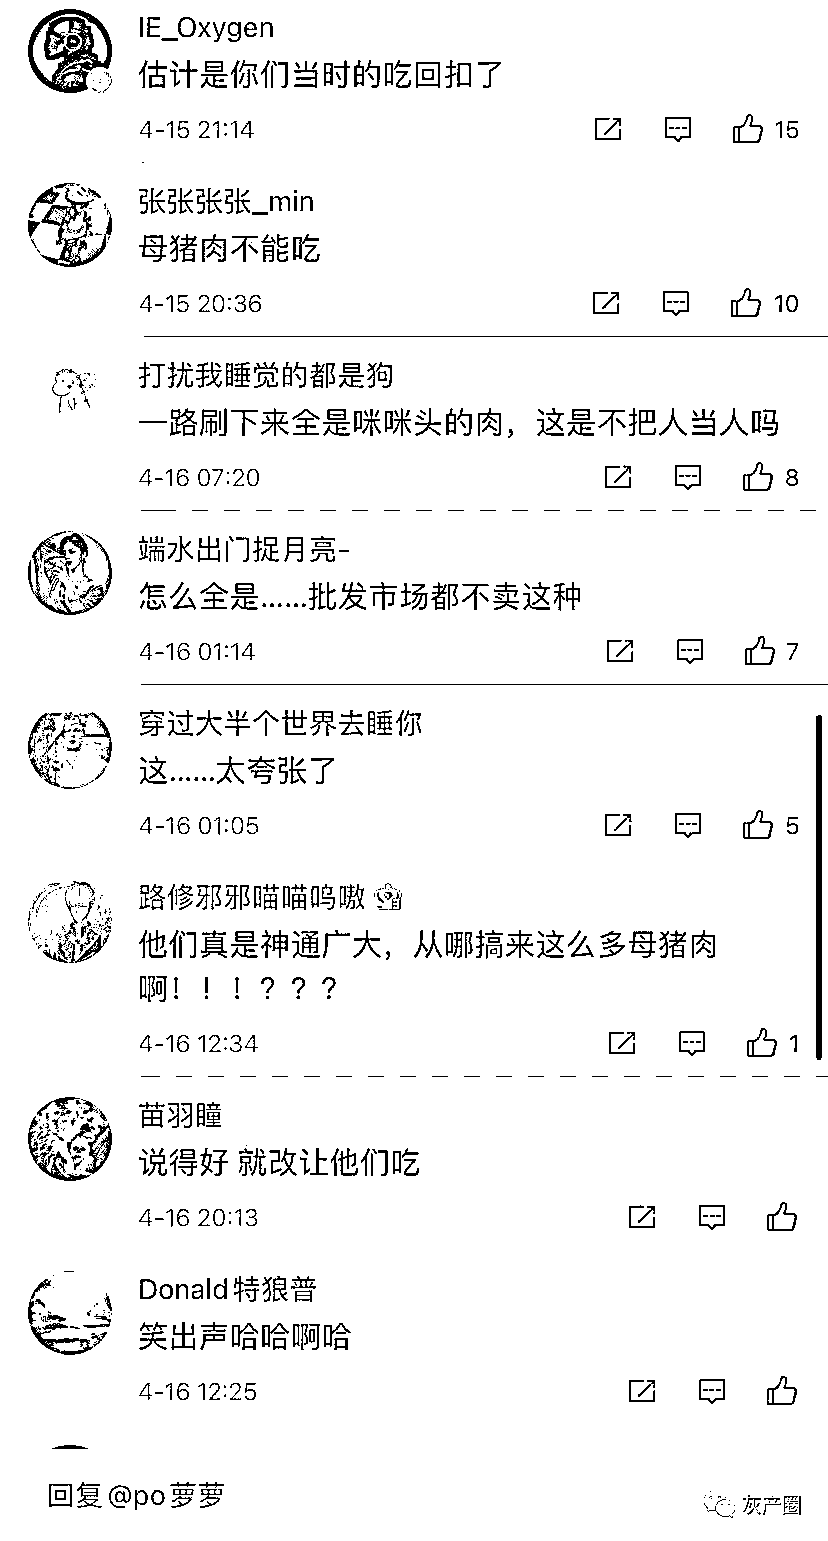 IE_Oxygen
估计是你们当时的吃回扣了
4-15 21:14
15
张张张张_min
母猪肉不能吃
4-15 20:36
10
打扰我睡觉的都是狗
一路刷下来全是咪咪头的肉，这是不把人当人吗
4-16 07:20
8
端水出门捉月亮-
怎么全是……批发市场都不卖这种
4-16 01:14
7
穿过大半个世界去睡你
这……太夸张了
4-16 01:05
5
路修邪邪喵喵呜嗷
他们真是神通广大，从哪搞来这么多母猪肉
啊！！！？？？
4-16 12:34
1
苗羽瞳
说得好 就改让他们吃
4-16 20:13
Donald特狼普
笑出声哈哈啊哈
4-16 12:25
回复@po萝萝
灰产圈